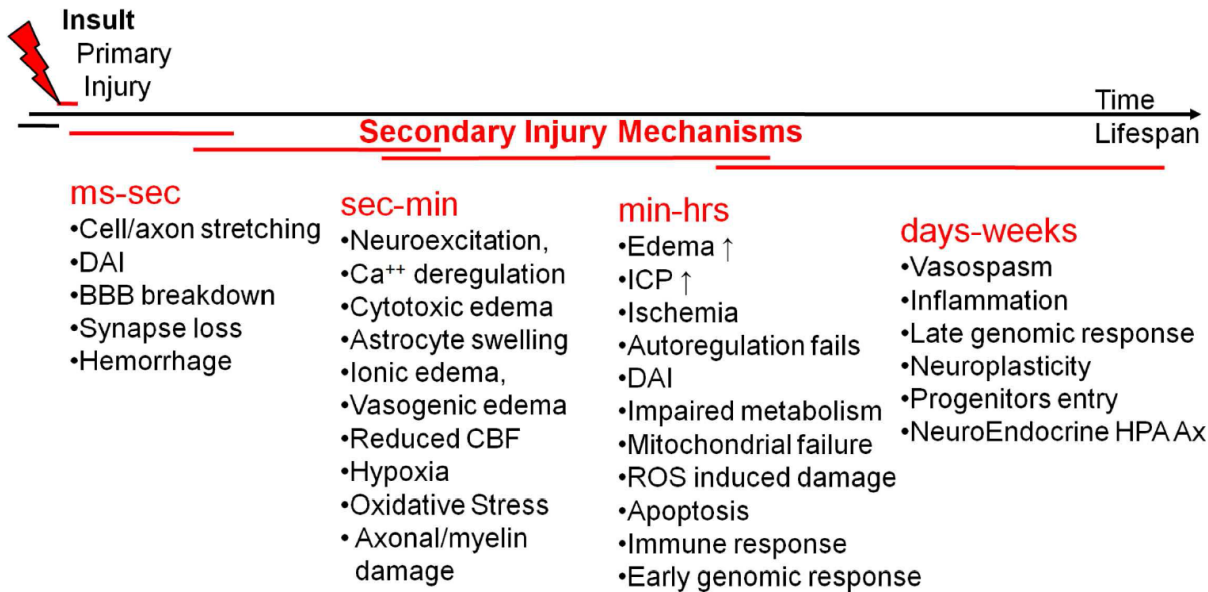 Insult
Primary
Injury
Time
Lifespan
Secondary Injury Mechanisms
ms-sec
•Cell/axon stretching
•DAI
•BBB breakdown
•Synapse loss
•Hemorrhage
sec-min
•Neuroexcitation,
•Ca⁺⁺ deregulation
•Cytotoxic edema
•Astrocyte swelling
•Ionic edema,
•Vasogenic edema
•Reduced CBF
•Hypoxia
•Oxidative Stress
• Axonal/myelin
damage
min-hrs
•Edema ↑
•ICP ↑
•Ischemia
•Autoregulation fails
•DAI
•Impaired metabolism
•Mitochondrial failure
•ROS induced damage
•Apoptosis
•Immune response
•Early genomic response
days-weeks
•Vasospasm
•Inflammation
•Late genomic response
•Neuroplasticity
•Progenitors entry
•NeuroEndocrine HPA Ax